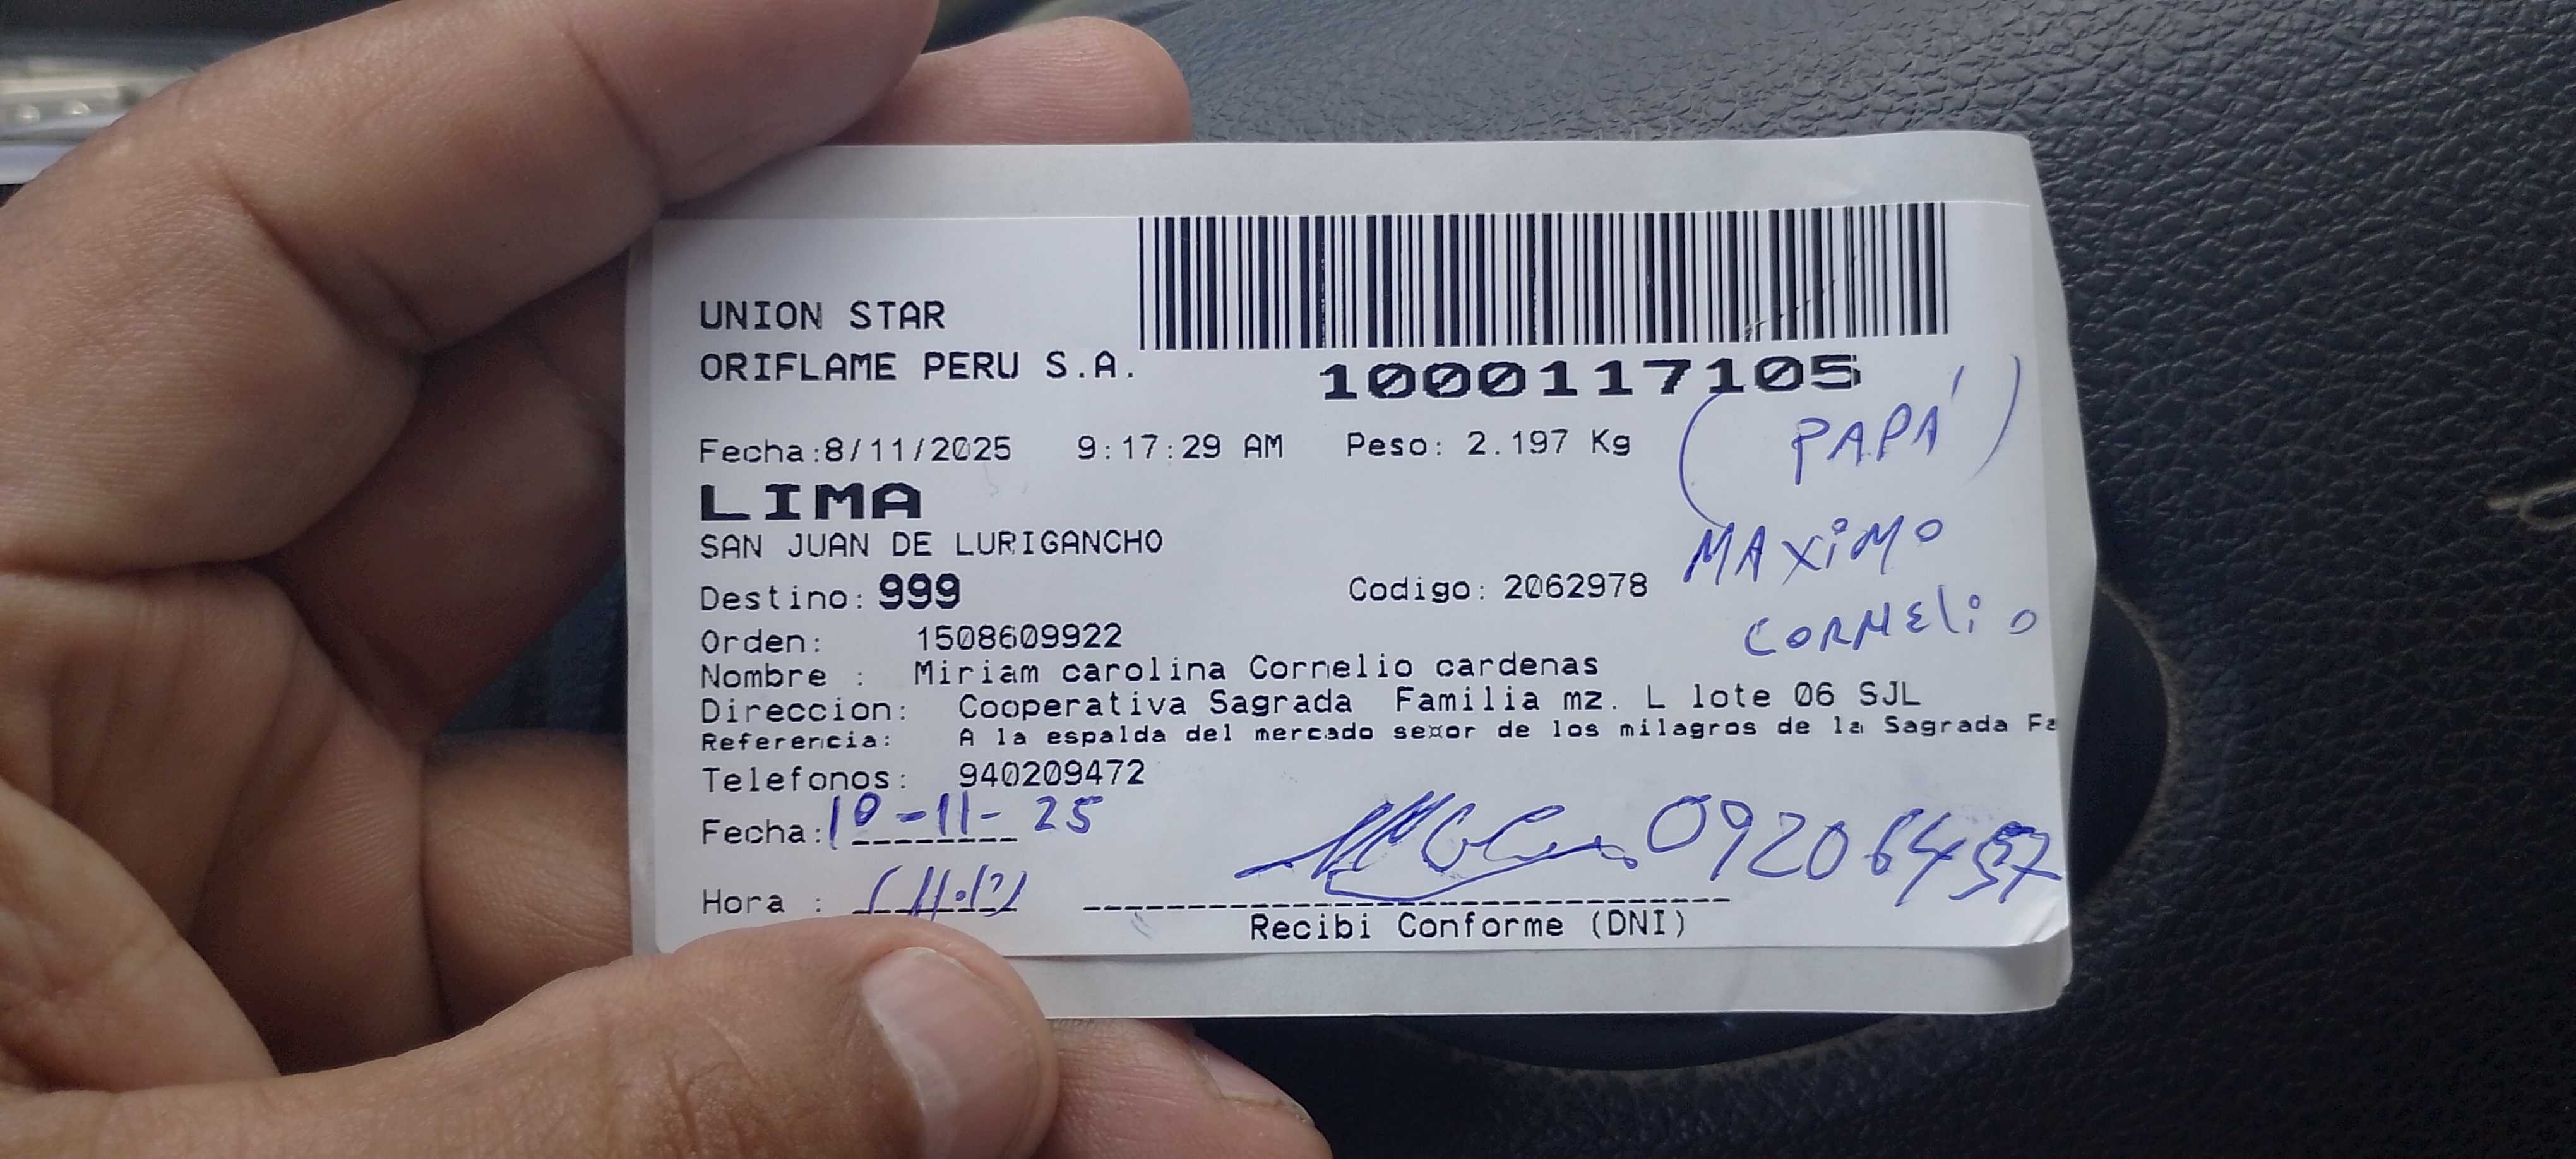 UNION STAR
ORIFLAME PERU S.A.
1000117105
Fecha:8/11/2025 9:17:29 AM Peso: 2.197 Kg
(PAPÁ)
LIMA
SAN JUAN DE LURIGANCHO
MAXiMO
Destino: 999 Codigo: 2062978
CORNEliO
Orden: 1508609922
Nombre : Miriam carolina Cornelio cardenas
Direccion: Cooperativa Sagrada Familia mz. L lote 06 SJL
Referencia: A la espalda del mercado se¤or de los milagros de la Sagrada Fa
Telefonos: 940209472
Fecha: 10-11-25
Hora :
Recibi Conforme (DNI)